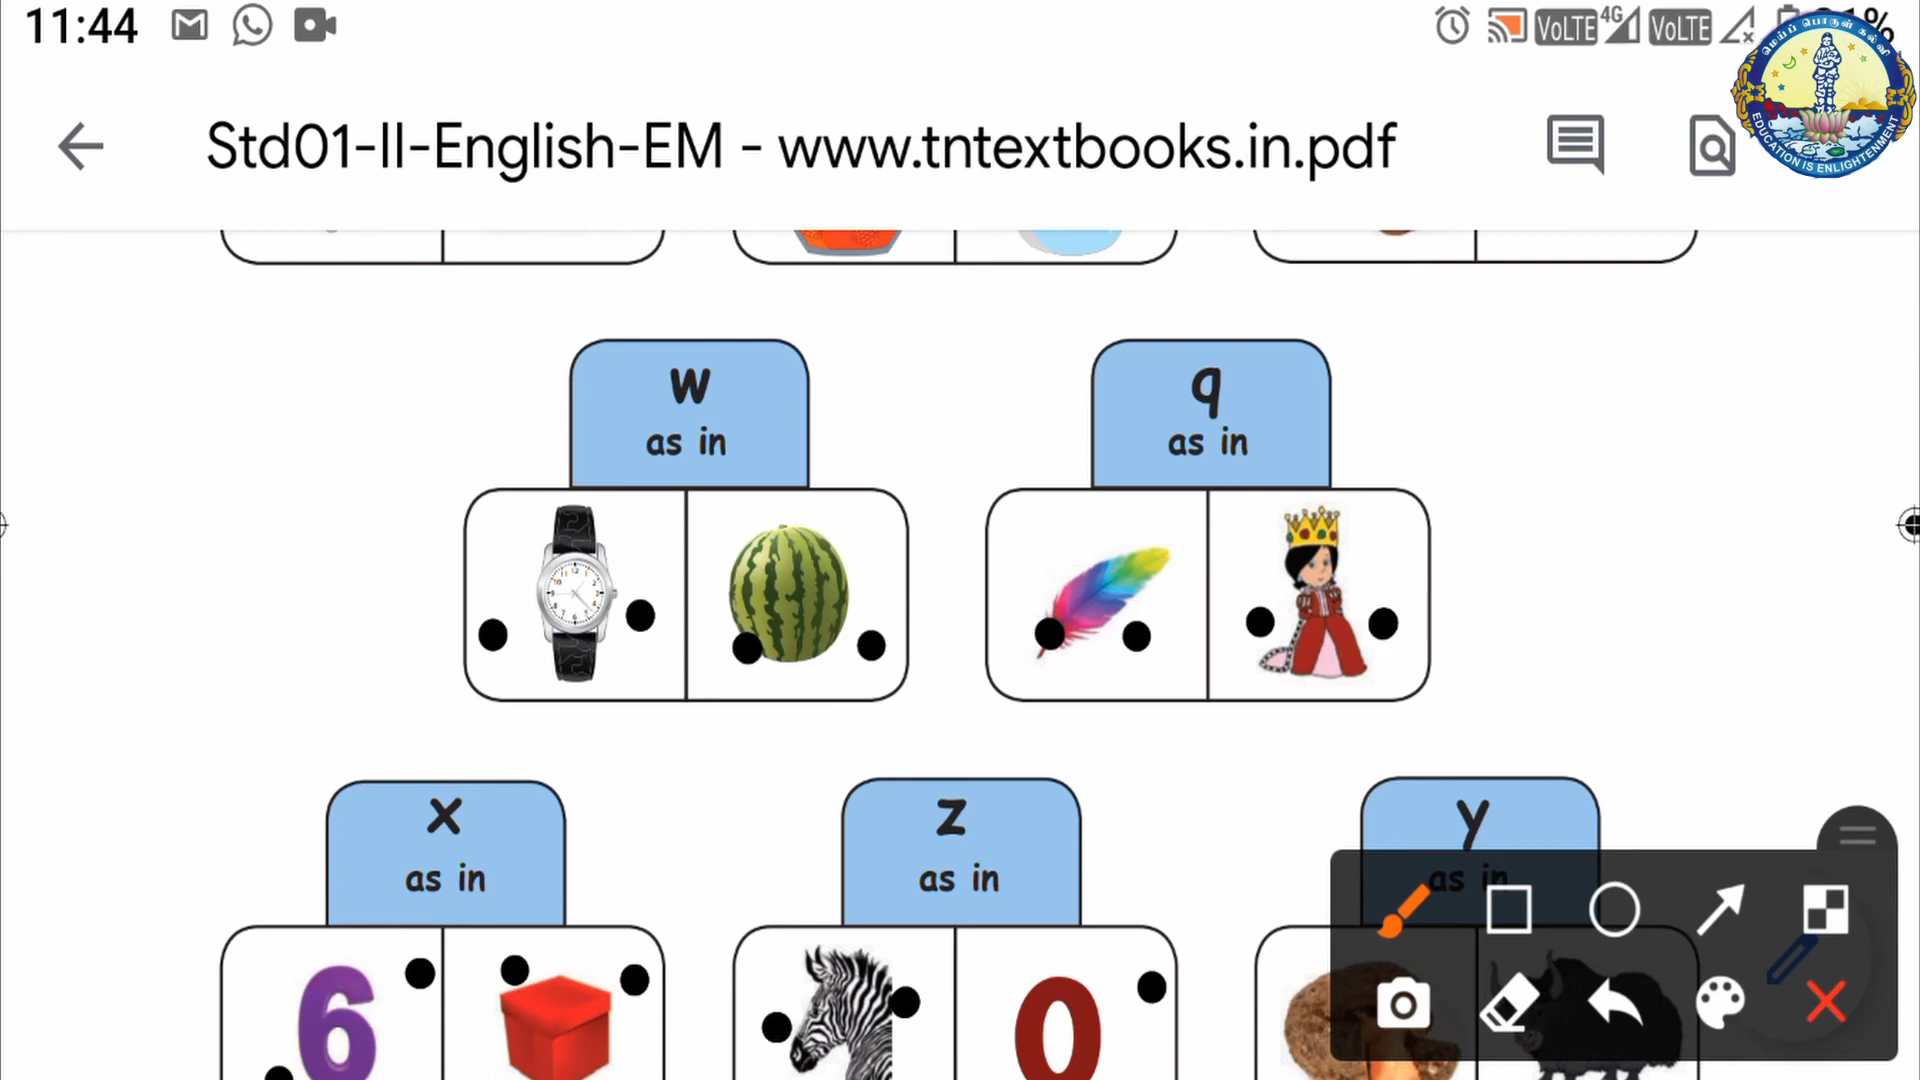 11:44 VoLTE 4G VoLTE
Std01-II-English-EM - www.tntextbooks.in.pdf
மெய்ப் பொருள் கல்வி
EDUCATION IS ENLIGHTENMENT
w q
as in as in
x z y
as in as in as in
6 0